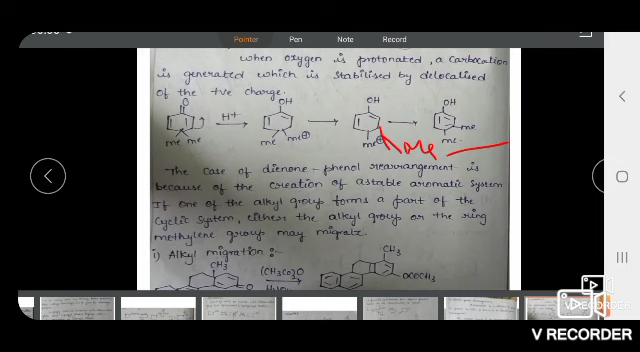 Pointer Pen Note Record
when oxygen is protonated, a Carbocation
is generated which is stabilised by delocalised
of the +ve charge.
O OH OH OH
H+
me me me me⊕ me me me
The case of dienone-phenol rearrangement is
because of the creation of astable aromatic system
If one of the alkyl group forms a part of the
Cyclic System, either the alkyl group or the ring
methylene group may migrate.
i) Alkyl migration :-
CH3 (CH3CO)2O CH3
OCOCH3
V RECORDER
V RECORDER